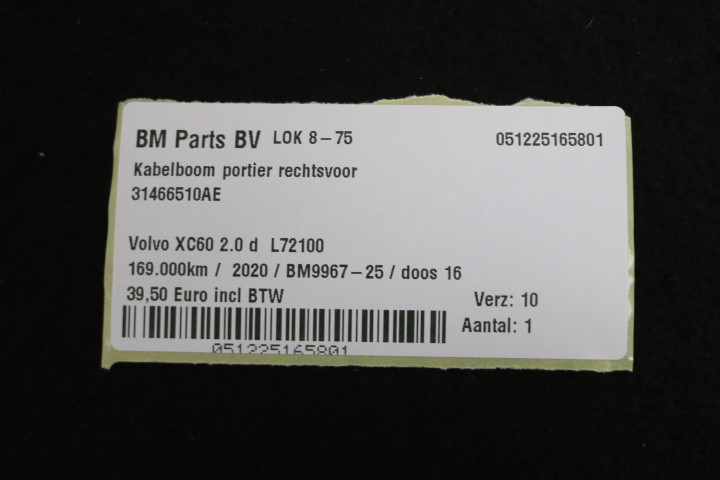 BM Parts BV LOK 8-75 051225165801
Kabelboom portier rechtsvoor
31466510AE
Volvo XC60 2.0 d L72100
169.000km / 2020 / BM9967-25 / doos 16
39,50 Euro incl BTW Verz: 10
Aantal: 1
051225165801